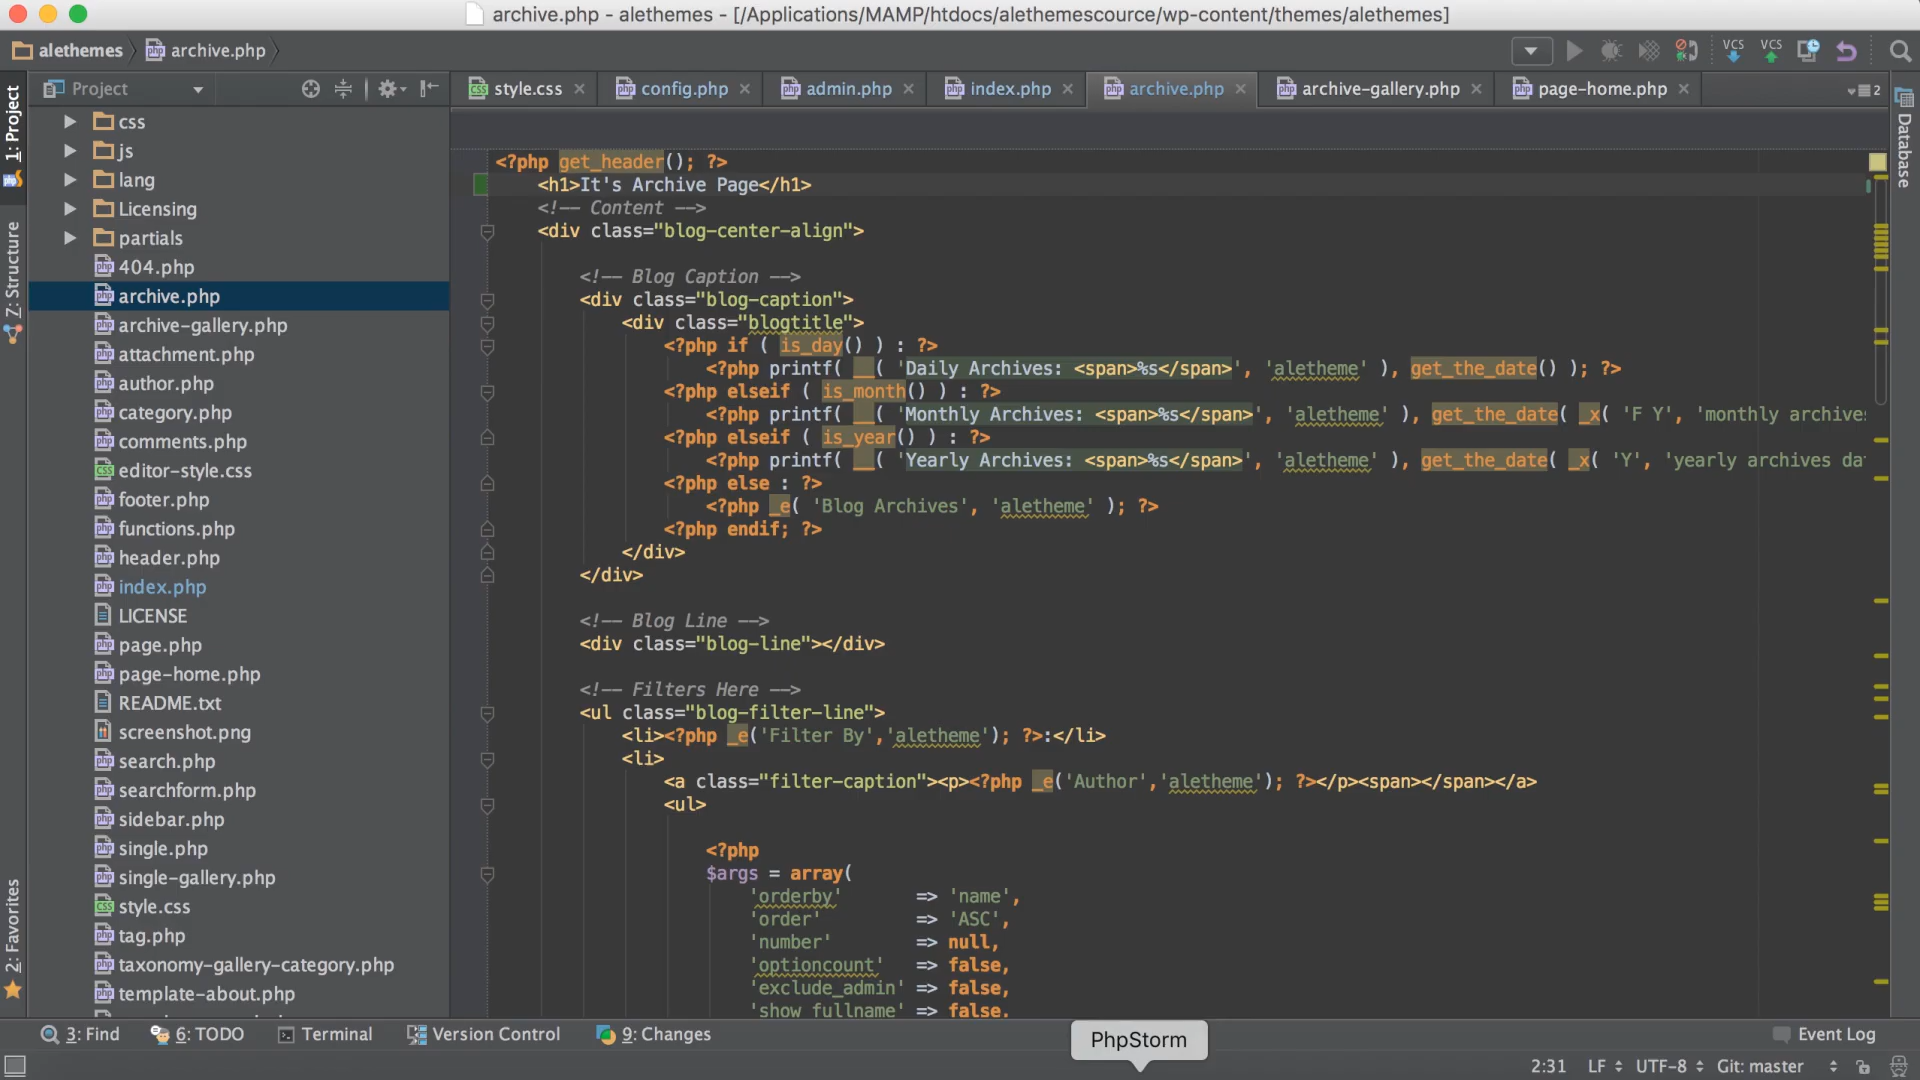 archive.php - alethemes - [/Applications/MAMP/htdocs/alethemescource/wp-content/themes/alethemes]
alethemes archive.php
VCS VCS
Project
style.css config.php admin.php index.php archive.php archive-gallery.php page-home.php 2
1: Project
Z: Structure
2: Favorites
Database
css
js
lang
Licensing
partials
404.php
archive.php
archive-gallery.php
attachment.php
author.php
category.php
comments.php
editor-style.css
footer.php
functions.php
header.php
index.php
LICENSE
page.php
page-home.php
README.txt
screenshot.png
search.php
searchform.php
sidebar.php
single.php
single-gallery.php
style.css
tag.php
taxonomy-gallery-category.php
template-about.php
<?php get_header(); ?>
<h1>It's Archive Page</h1>
<!-- Content -->
<div class="blog-center-align">
<!-- Blog Caption -->
<div class="blog-caption">
<div class="blogtitle">
<?php if ( is_day() ) : ?>
<?php printf( __( 'Daily Archives: <span>%s</span>', 'aletheme' ), get_the_date() ); ?>
<?php elseif ( is_month() ) : ?>
<?php printf( __( 'Monthly Archives: <span>%s</span>', 'aletheme' ), get_the_date( _x( 'F Y', 'monthly archives
<?php elseif ( is_year() ) : ?>
<?php printf( __( 'Yearly Archives: <span>%s</span>', 'aletheme' ), get_the_date( _x( 'Y', 'yearly archives da
<?php else : ?>
<?php _e( 'Blog Archives', 'aletheme' ); ?>
<?php endif; ?>
</div>
</div>
<!-- Blog Line -->
<div class="blog-line"></div>
<!-- Filters Here -->
<ul class="blog-filter-line">
<li><?php _e('Filter By','aletheme'); ?>:</li>
<li>
<a class="filter-caption"><p><?php _e('Author','aletheme'); ?></p><span></span></a>
<ul>
<?php
$args = array(
'orderby' => 'name',
'order' => 'ASC',
'number' => null,
'optioncount' => false,
'exclude_admin' => false,
'show_fullname' => false,
3: Find 6: TODO Terminal Version Control 9: Changes Event Log
PhpStorm
2:31 LF UTF-8 Git: master